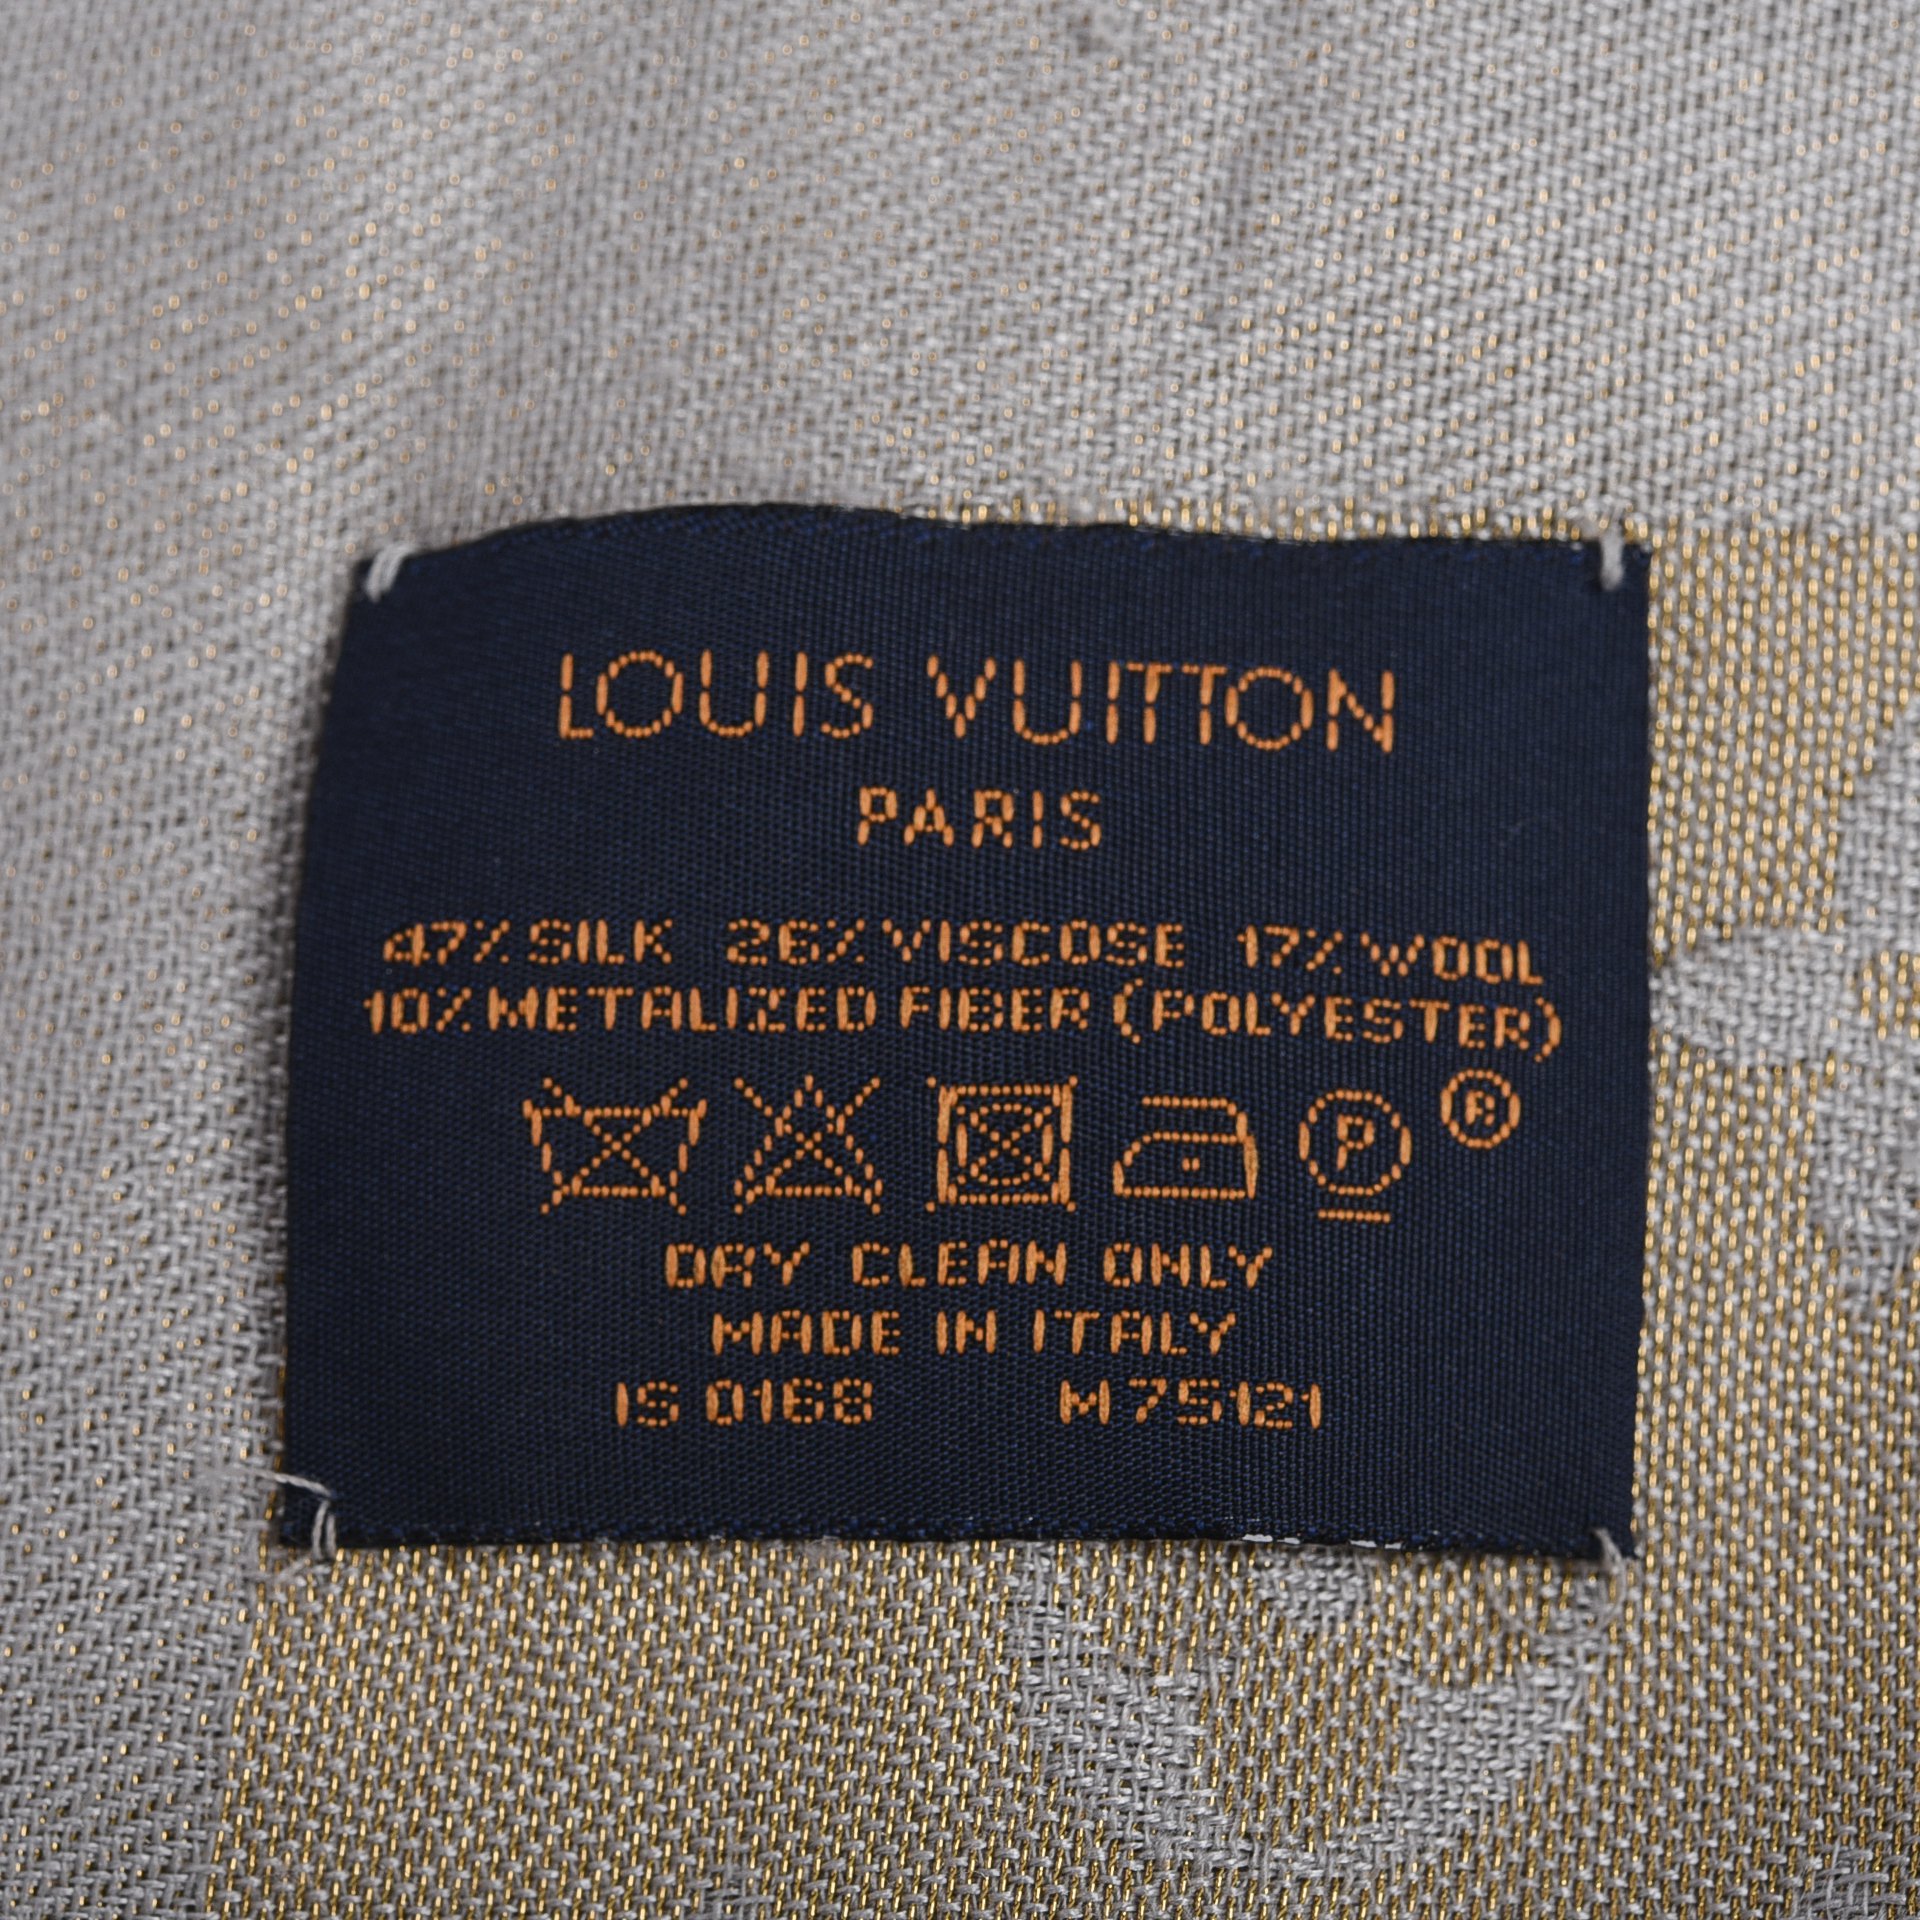 LOUIS VUITTON
PARIS
47% SILK 26% VISCOSE 17% WOOL
10% METALIZED FIBER (POLYESTER)
P ®
DRY CLEAN ONLY
MADE IN ITALY
IS 0168 M 75121